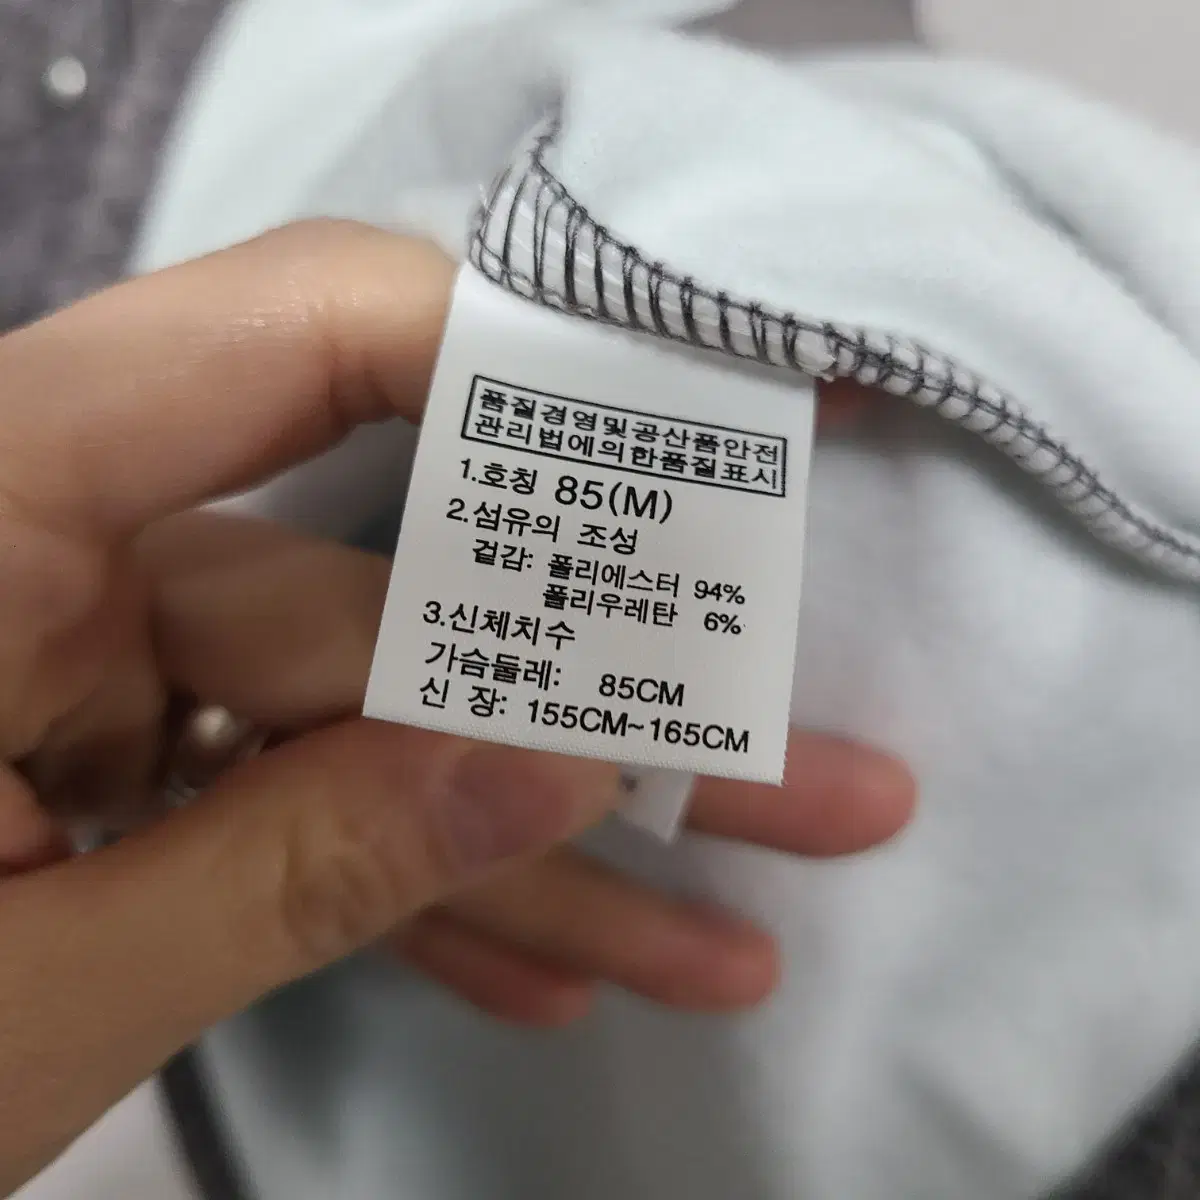 품질경영및공산품안전
관리법에의한품질표시
1.호칭 85(M)
2.섬유의 조성
겉감: 폴리에스터 94%
폴리우레탄 6%
3.신체치수
가슴둘레: 85CM
신 장: 155CM~165CM